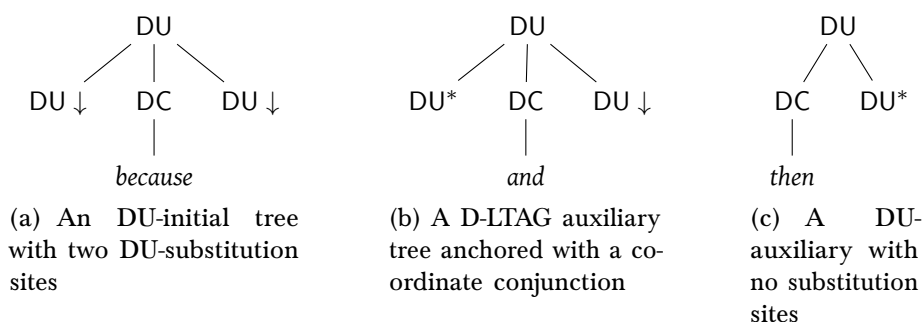 DU DU DU
DU ↓ DC DU ↓ DU* DC DU ↓ DC DU*
because and then
(a) An DU-initial tree
with two DU-substitution
sites
(b) A D-LTAG auxiliary
tree anchored with a co-
ordinate conjunction
(c) A DU-
auxiliary with
no substitution
sites